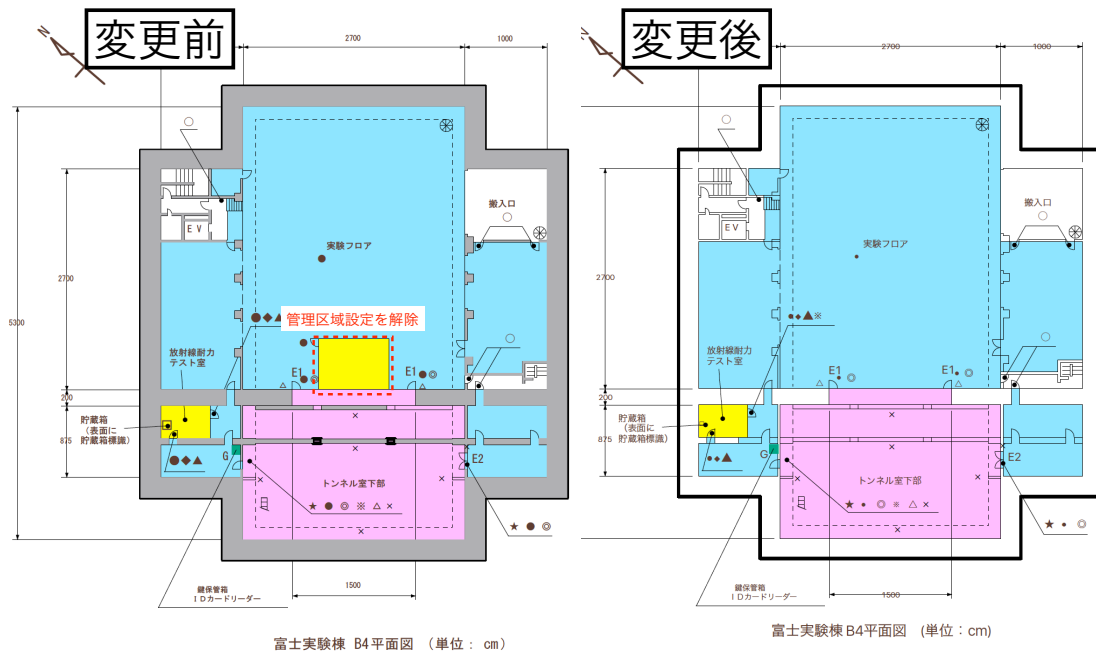 変更前
N
2700
1000
5300
2700
200
875
EV
搬入口
実験フロア
管理区域設定を解除
放射線耐力
テスト室
E1
E1
貯蔵箱
(表面に
貯蔵箱標識)
G
E2
トンネル室下部
★ ● ◎ ※ △ ×
★ ● ◎
鍵保管箱
IDカードリーダー
1500
富士実験棟 B4平面図 (単位: cm)
変更後
2700
1000
2700
200
875
EV
搬入口
実験フロア
放射線耐力
テスト室
E1
E1
貯蔵箱
(表面に
貯蔵箱標識)
G
E2
トンネル室下部
★ • ◎ ※ △ ×
★ • ◎
鍵保管箱
IDカードリーダー
1500
富士実験棟 B4平面図 (単位:cm)